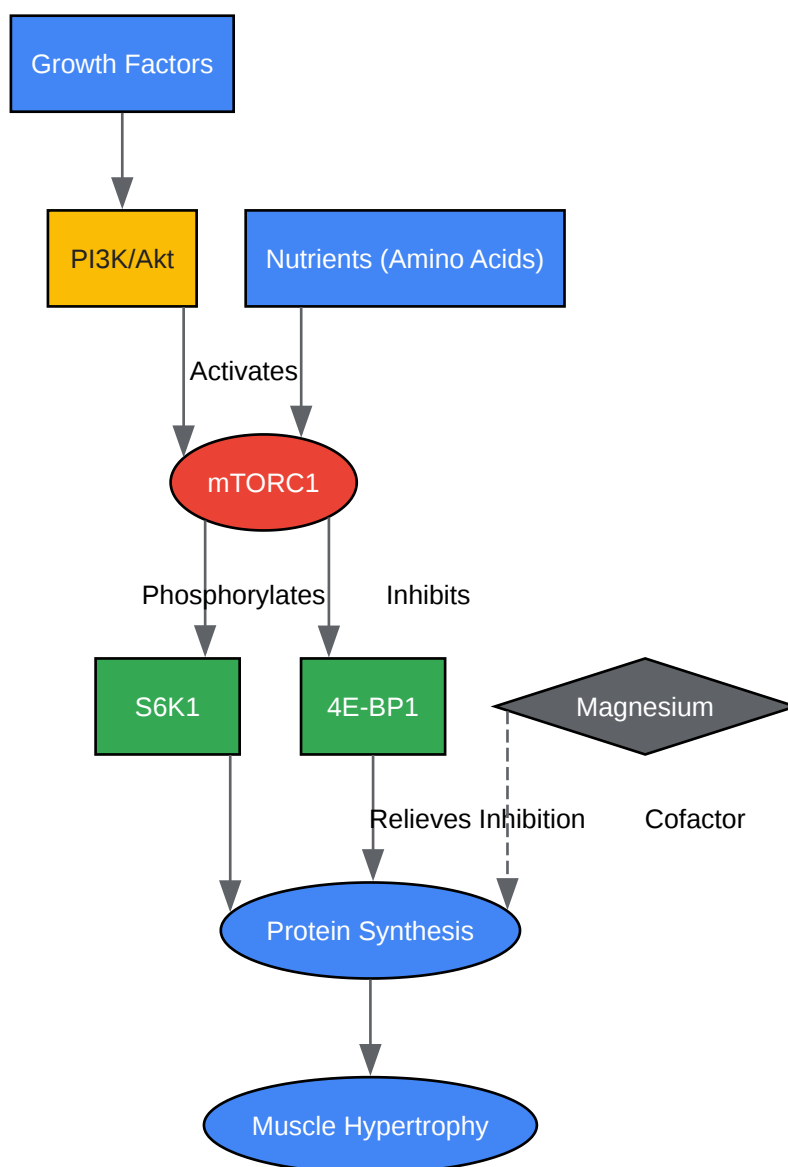 Growth Factors
PI3K/Akt
Nutrients (Amino Acids)
Activates
mTORC1
Phosphorylates
Inhibits
S6K1
4E-BP1
Magnesium
Relieves Inhibition
Cofactor
Protein Synthesis
Muscle Hypertrophy